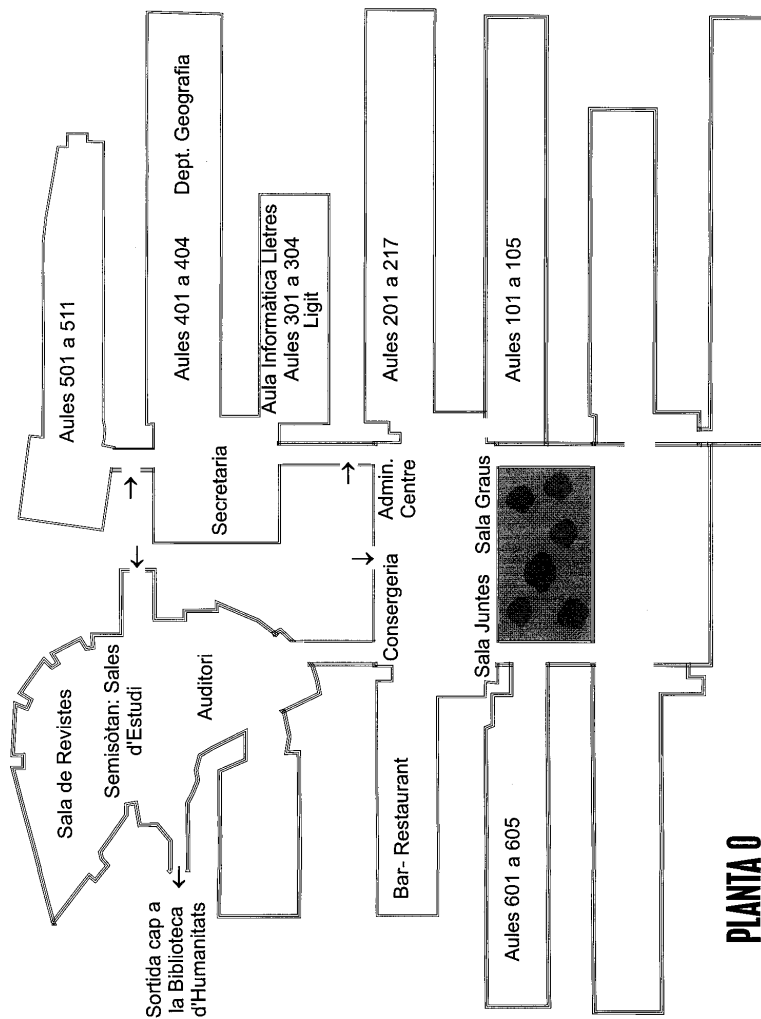 Sala de Revistes
Semisòtan: Sales
d'Estudi
Auditori
Sortida cap a
la Biblioteca
d'Humanitats
Aules 501 a 511
Aules 401 a 404
Dept. Geografia
Secretaria
Aula Informàtica Lletres
Aules 301 a 304
Ligit
Consergeria
Admin.
Centre
Aules 201 a 217
Bar- Restaurant
Sala Juntes
Sala Graus
Aules 101 a 105
Aules 601 a 605
PLANTA 0